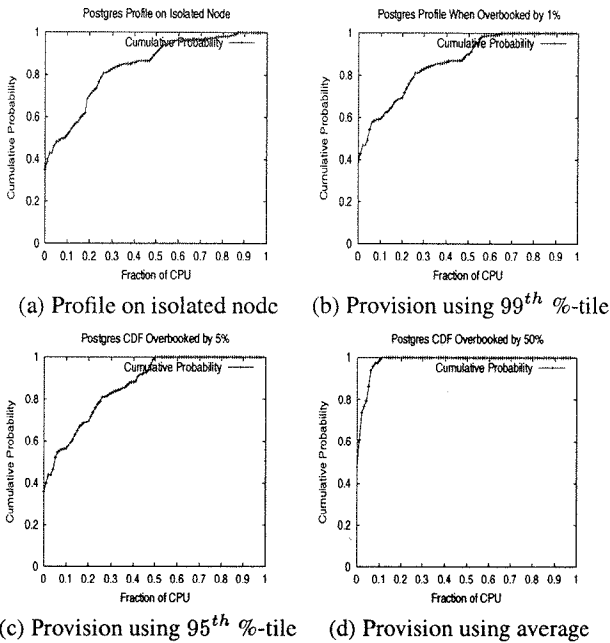 Postgres Profile on Isolated Node
Cumulative Probability
1
0.8
0.6
0.4
0.2
0
Cumulative Probability
0 0.1 0.2 0.3 0.4 0.5 0.6 0.7 0.8 0.9 1
Fraction of CPU
(a) Profile on isolated node
Postgres Profile When Overbooked by 1%
Cumulative Probability
1
0.8
0.6
0.4
0.2
0
Cumulative Probability
0 0.1 0.2 0.3 0.4 0.5 0.6 0.7 0.8 0.9 1
Fraction of CPU
(b) Provision using 99th %-tile
Postgres CDF Overbooked by 5%
Cumulative Probability
1
0.8
0.6
0.4
0.2
0
Cumulative Probability
0 0.1 0.2 0.3 0.4 0.5 0.6 0.7 0.8 0.9 1
Fraction of CPU
(c) Provision using 95th %-tile
Postgres CDF Overbooked by 50%
Cumulative Probability
1
0.8
0.6
0.4
0.2
0
Cumulative Probability
0 0.1 0.2 0.3 0.4 0.5 0.6 0.7 0.8 0.9 1
Fraction of CPU
(d) Provision using average